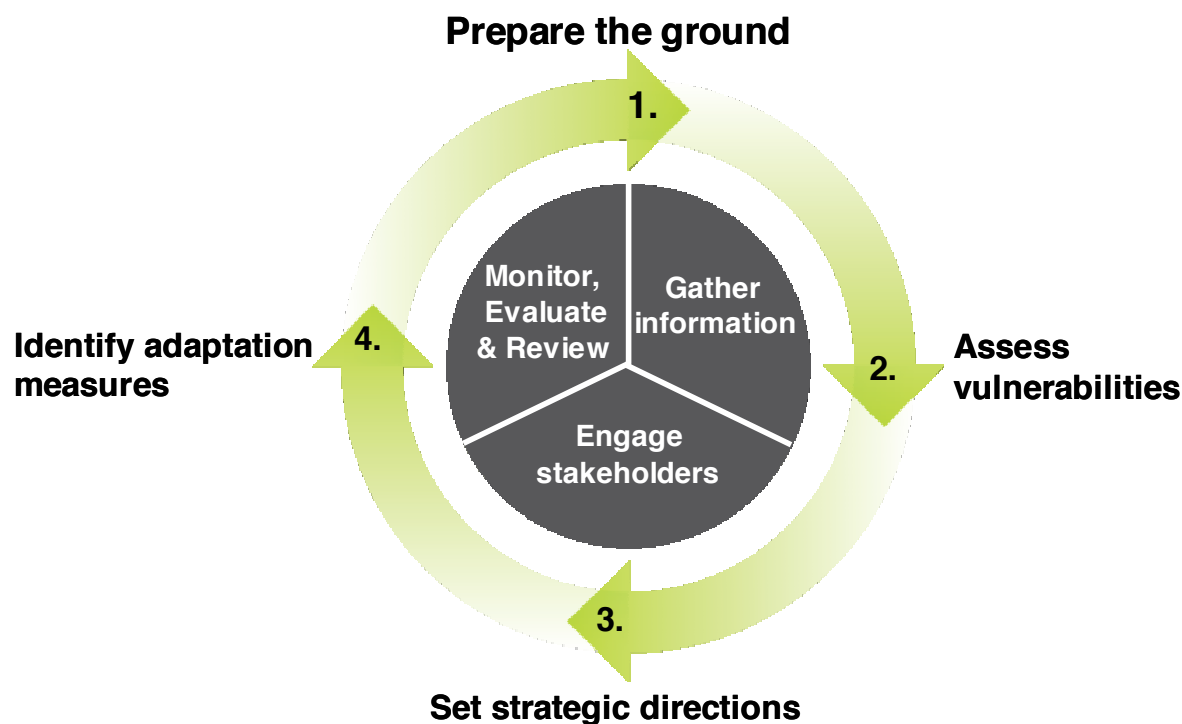 Prepare the ground
1.
Monitor,
Evaluate
& Review
Gather
information
Identify adaptation
measures
4.
2.
Assess
vulnerabilities
Engage
stakeholders
3.
Set strategic directions